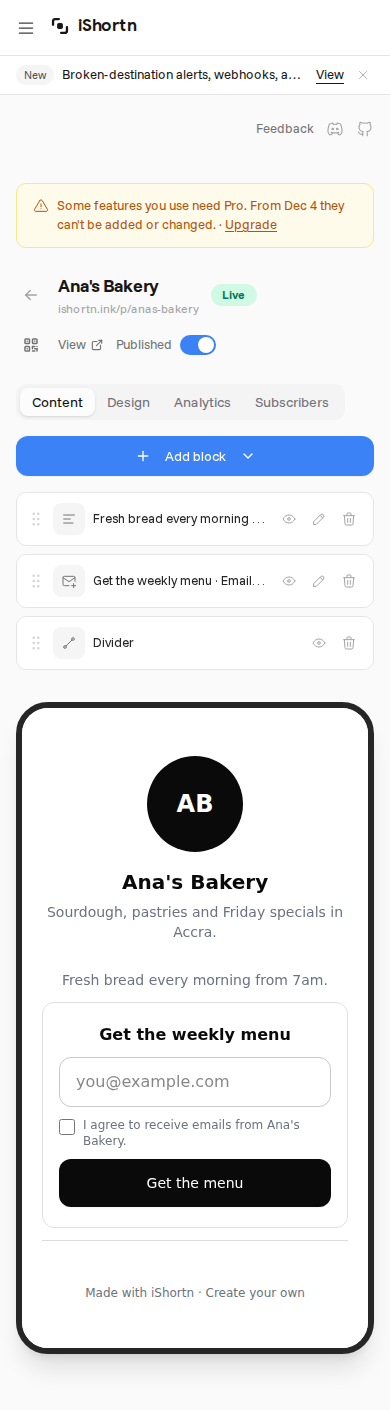 iShortn
New Broken-destination alerts, webhooks, a... View
Feedback
Some features you use need Pro. From Dec 4 they
can't be added or changed. · Upgrade
Ana's Bakery
ishortn.ink/p/anas-bakery
Live
View Published
Content Design Analytics Subscribers
Add block
Fresh bread every morning ...
Get the weekly menu · Email...
Divider
AB
Ana's Bakery
Sourdough, pastries and Friday specials in
Accra.
Fresh bread every morning from 7am.
Get the weekly menu
you@example.com
I agree to receive emails from Ana's
Bakery.
Get the menu
Made with iShortn · Create your own